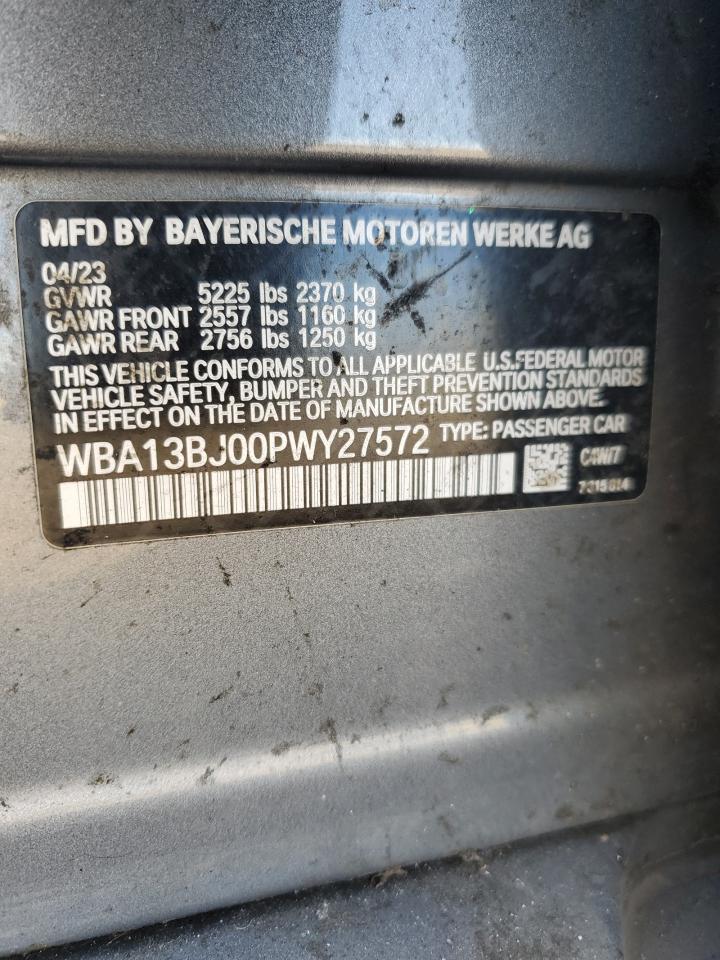 MFD BY BAYERISCHE MOTOREN WERKE AG
04/23
GVWR 5225 lbs 2370 kg
GAWR FRONT 2557 lbs 1160 kg
GAWR REAR 2756 lbs 1250 kg
THIS VEHICLE CONFORMS TO ALL APPLICABLE U.S.FEDERAL MOTOR
VEHICLE SAFETY, BUMPER AND THEFT PREVENTION STANDARDS
IN EFFECT ON THE DATE OF MANUFACTURE SHOWN ABOVE.
WBA13BJ00PWY27572 TYPE: PASSENGER CAR